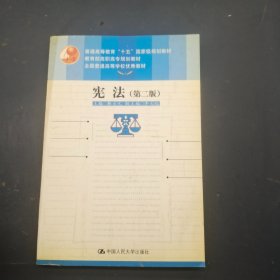 普通高等教育"十五"国家级规划教材
教育部高职高专规划教材
全国普通高等学校优秀教材
宪法(第二版)
中国人民大学出版社